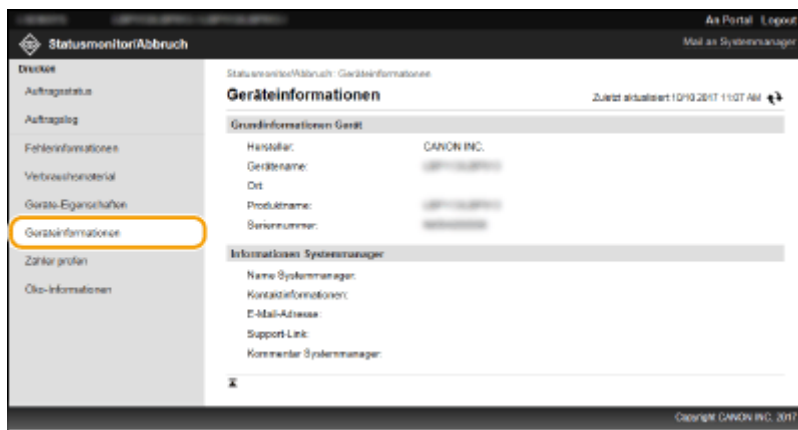 An Portal Logout
Statusmonitor/Abbruch
Mail an Systemmanager
Drucken
Auftragsstatus
Auftragslog
Fehlerinformationen
Verbrauchsmaterial
Geräte-Eigenschaften
Geräteinformationen
Zähler prüfen
Öko-Informationen
Statusmonitor/Abbruch: Geräteinformationen
Geräteinformationen
Zuletzt aktualisiert: 10/10 2017 11:07 AM
Grundinformationen Gerät
Hersteller: CANON INC.
Gerätename:
Ort:
Produktname:
Seriennummer:
Informationen Systemmanager
Name Systemmanager:
Kontaktinformationen:
E-Mail-Adresse:
Support-Link:
Kommentar Systemmanager:
Copyright CANON INC. 2017